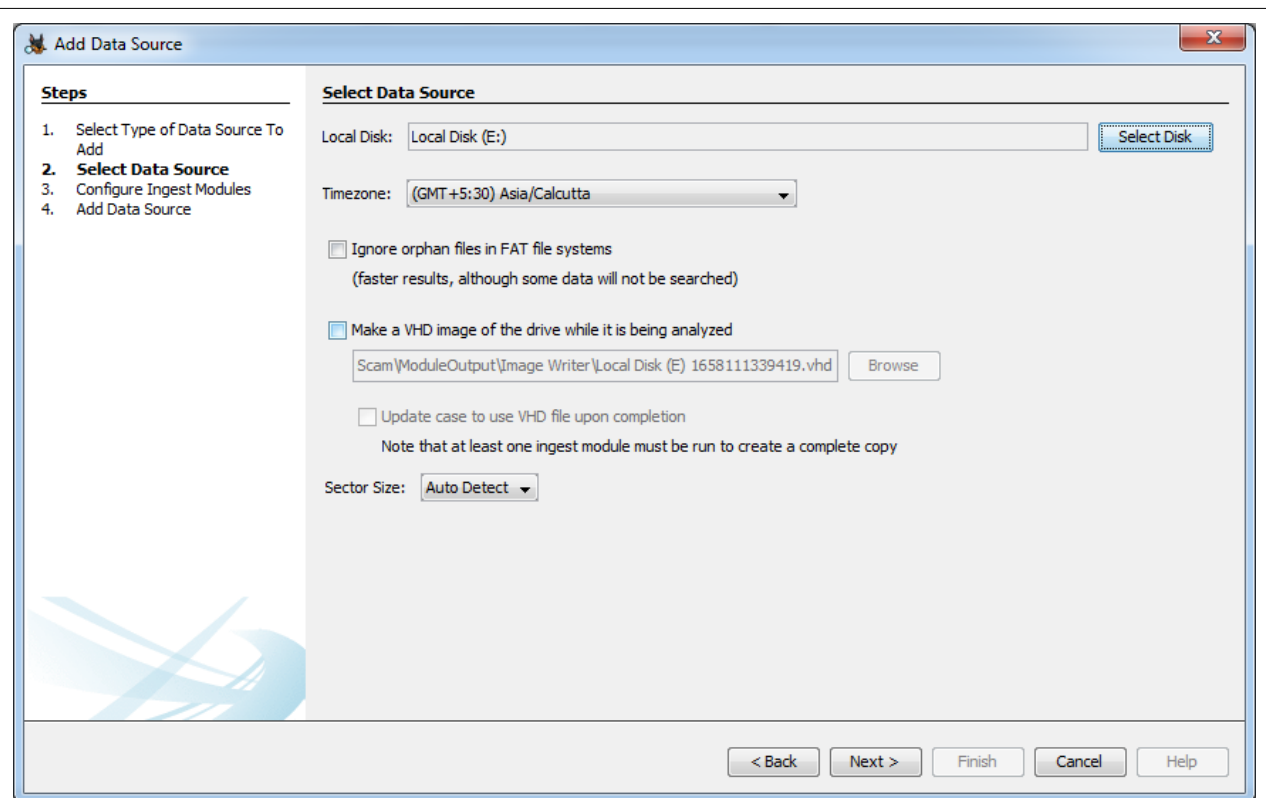 Add Data Source
Steps
1. Select Type of Data Source To
Add
2. Select Data Source
3. Configure Ingest Modules
4. Add Data Source
Select Data Source
Local Disk: Local Disk (E:) Select Disk
Timezone: (GMT+5:30) Asia/Calcutta
Ignore orphan files in FAT file systems
(faster results, although some data will not be searched)
Make a VHD image of the drive while it is being analyzed
Scam\ModuleOutput\Image Writer\Local Disk (E) 1658111339419.vhd Browse
Update case to use VHD file upon completion
Note that at least one ingest module must be run to create a complete copy
Sector Size: Auto Detect
< Back Next > Finish Cancel Help